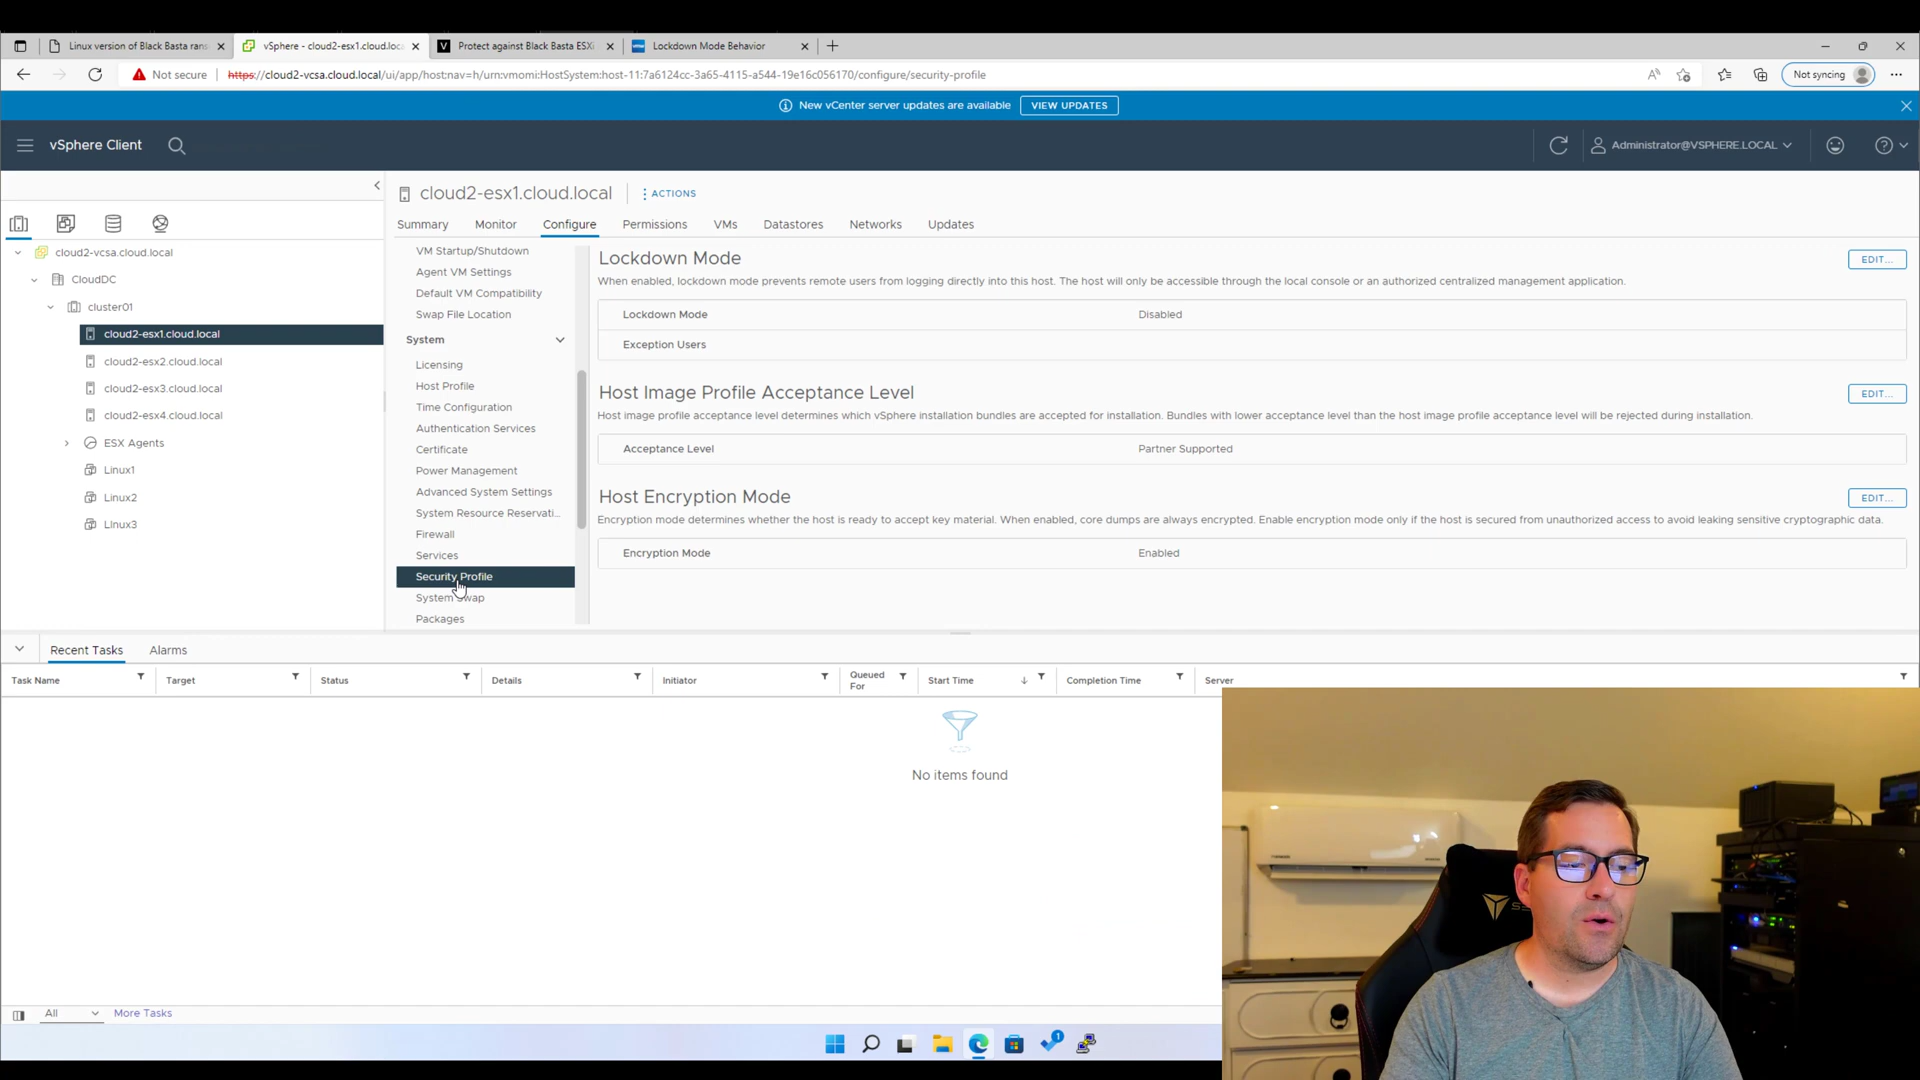 Linux version of Black Basta rans
vSphere - cloud2-esx1.cloud.loca
Protect against Black Basta ESXi
Lockdown Mode Behavior
Not secure
https://cloud2-vcsa.cloud.local/ui/app/host;nav=h/urn:vmomi:HostSystem:host-11:7a6124cc-3a65-4115-a544-19e16c056170/configure/security-profile
Not syncing
New vCenter server updates are available
VIEW UPDATES
vSphere Client
Administrator@VSPHERE.LOCAL
cloud2-esx1.cloud.local
ACTIONS
Summary
Monitor
Configure
Permissions
VMs
Datastores
Networks
Updates
cloud2-vcsa.cloud.local
CloudDC
cluster01
cloud2-esx1.cloud.local
cloud2-esx2.cloud.local
cloud2-esx3.cloud.local
cloud2-esx4.cloud.local
ESX Agents
Linux1
Linux2
Linux3
VM Startup/Shutdown
Agent VM Settings
Default VM Compatibility
Swap File Location
System
Licensing
Host Profile
Time Configuration
Authentication Services
Certificate
Power Management
Advanced System Settings
System Resource Reservati...
Firewall
Services
Security Profile
System Swap
Packages
Lockdown Mode
EDIT...
When enabled, lockdown mode prevents remote users from logging directly into this host. The host will only be accessible through the local console or an authorized centralized management application.
Lockdown Mode Disabled
Exception Users
Host Image Profile Acceptance Level
EDIT...
Host image profile acceptance level determines which vSphere installation bundles are accepted for installation. Bundles with lower acceptance level than the host image profile acceptance level will be rejected during installation.
Acceptance Level Partner Supported
Host Encryption Mode
EDIT...
Encryption mode determines whether the host is ready to accept key material. When enabled, core dumps are always encrypted. Enable encryption mode only if the host is secured from unauthorized access to avoid leaking sensitive cryptographic data.
Encryption Mode Enabled
Recent Tasks
Alarms
Task Name
Target
Status
Details
Initiator
Queued
For
Start Time
Completion Time
Server
No items found
All
More Tasks
1